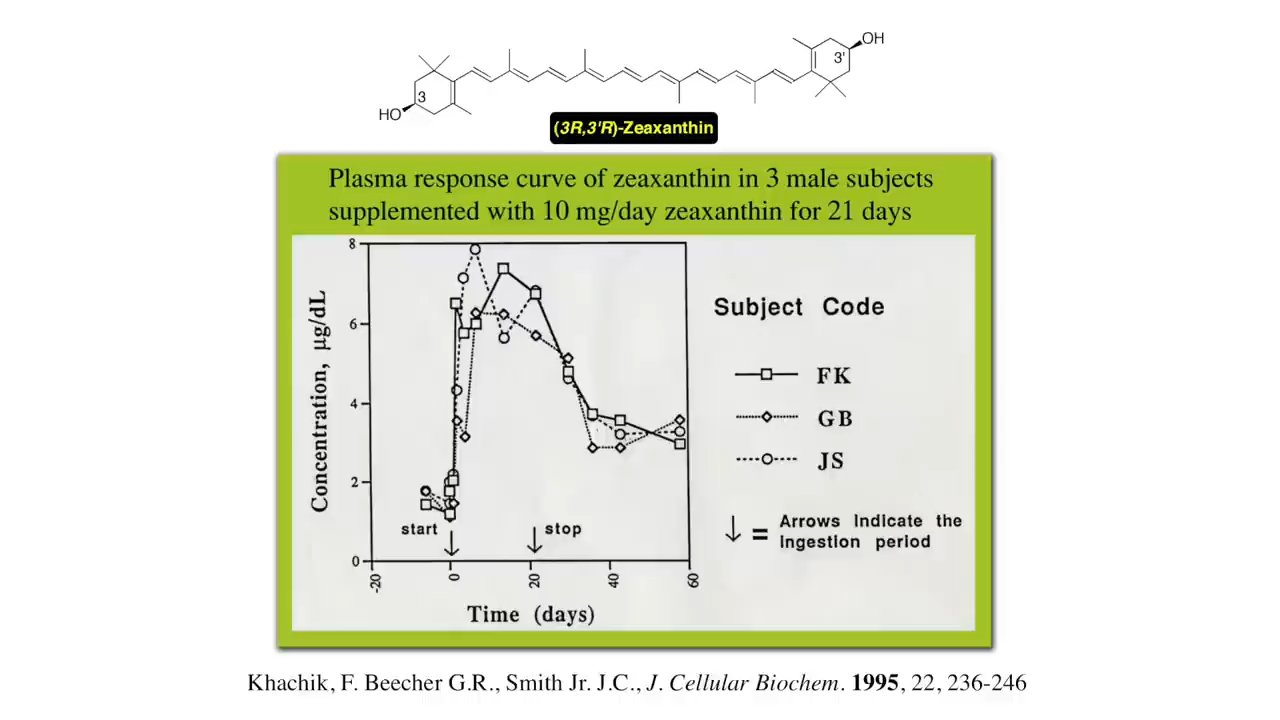 OH
3'
3
HO
(3R,3'R)-Zeaxanthin
Plasma response curve of zeaxanthin in 3 male subjects
supplemented with 10 mg/day zeaxanthin for 21 days
8
6
4
2
0
Concentration, µg/dL
start
stop
-20
0
20
40
60
Time (days)
Subject Code
FK
GB
JS
= Arrows indicate the
ingestion period
Khachik, F. Beecher G.R., Smith Jr. J.C., J. Cellular Biochem. 1995, 22, 236-246